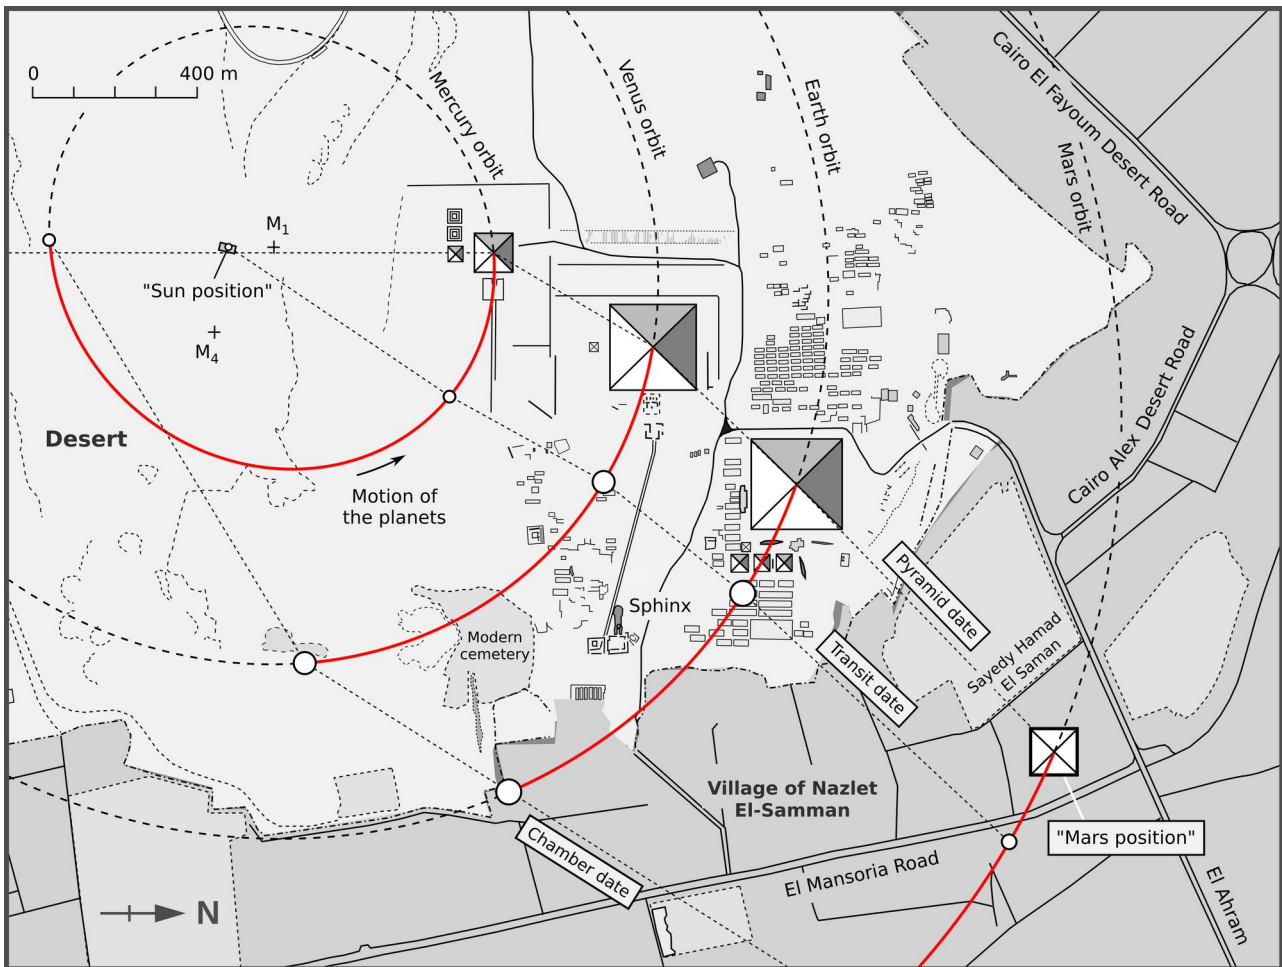 0 400 m
Mercury orbit
Venus orbit
Earth orbit
Mars orbit
Cairo El Fayoum Desert Road
M1
"Sun position"
M4
Desert
Motion of
the planets
Cairo Alex Desert Road
Sphinx
Modern
cemetery
Pyramid date
Transit date
Sayedy Hamad
El Saman
Village of Nazlet
El-Samman
"Mars position"
Chamber date
El Mansoria Road
El Ahram
N